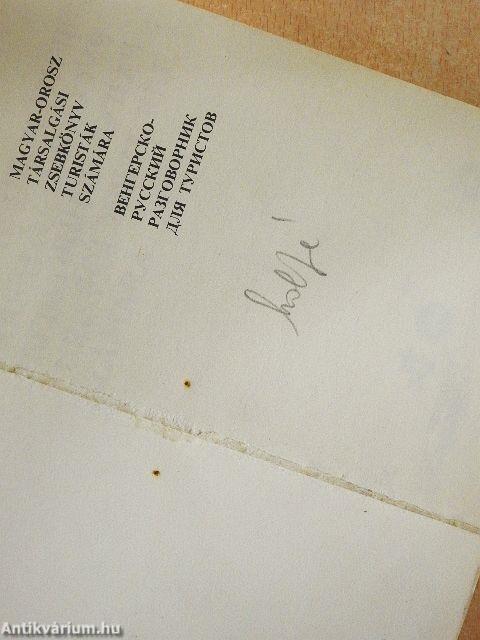 MAGYAR-OROSZ
TÁRSALGÁSI
ZSEBKÖNYV
TURISTÁK
SZÁMÁRA
ВЕНГЕРСКО-
РУССКИЙ
РАЗГОВОРНИК
ДЛЯ ТУРИСТОВ
Antikvárium.hu